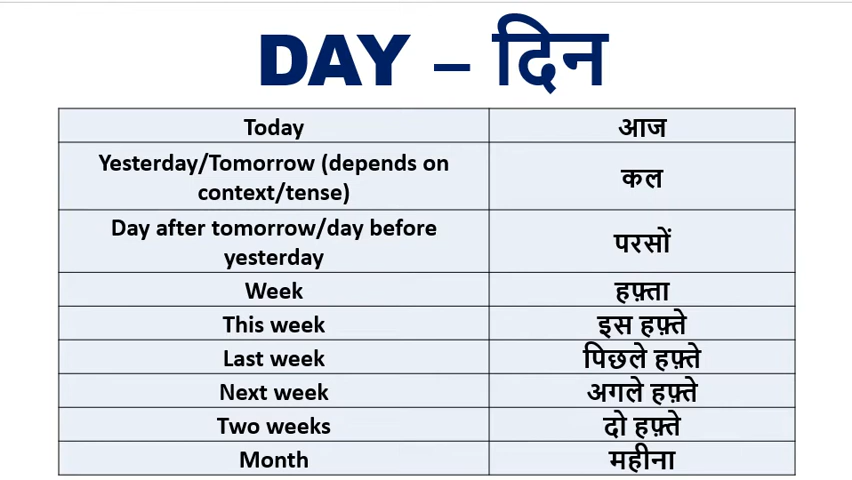 DAY – दिन
Today आज
Yesterday/Tomorrow (depends on
context/tense) कल
Day after tomorrow/day before
yesterday परसों
Week हफ़्ता
This week इस हफ़्ते
Last week पिछले हफ़्ते
Next week अगले हफ़्ते
Two weeks दो हफ़्ते
Month महीना